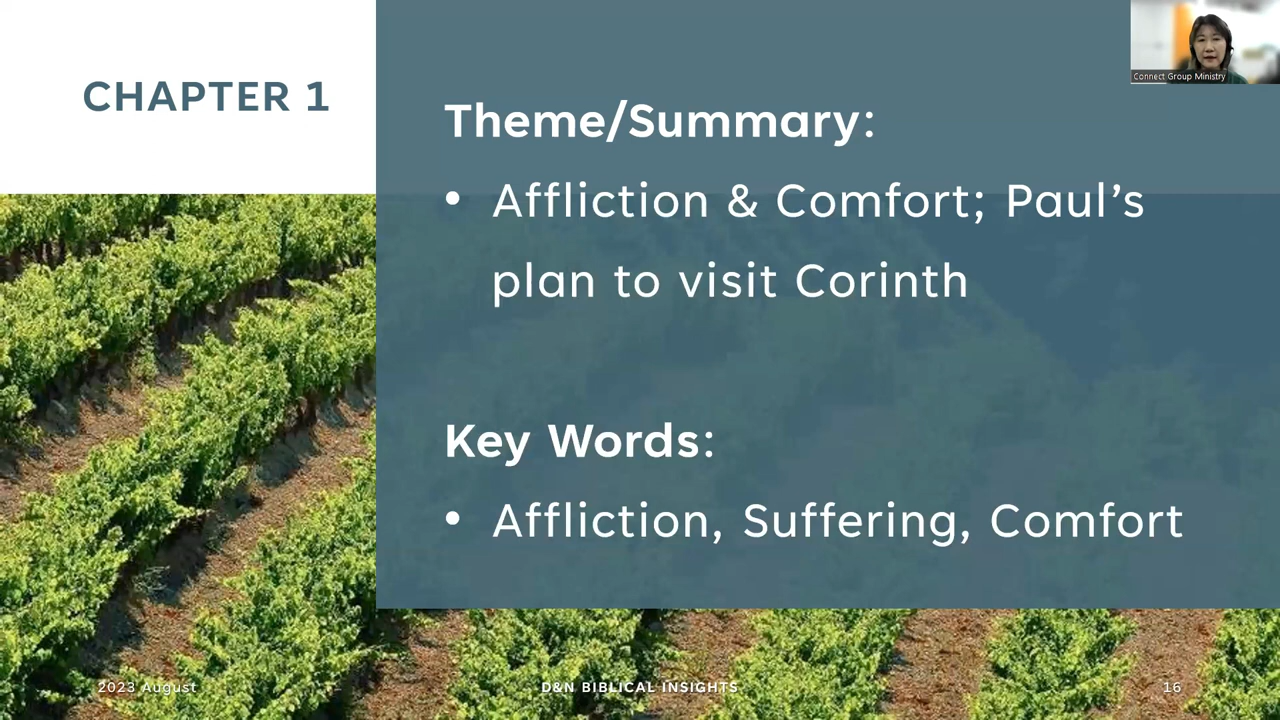 CHAPTER 1
Connect Group Ministry
Theme/Summary:
• Affliction & Comfort; Paul’s
plan to visit Corinth
Key Words:
• Affliction, Suffering, Comfort
2023 August
D&N BIBLICAL INSIGHTS
16